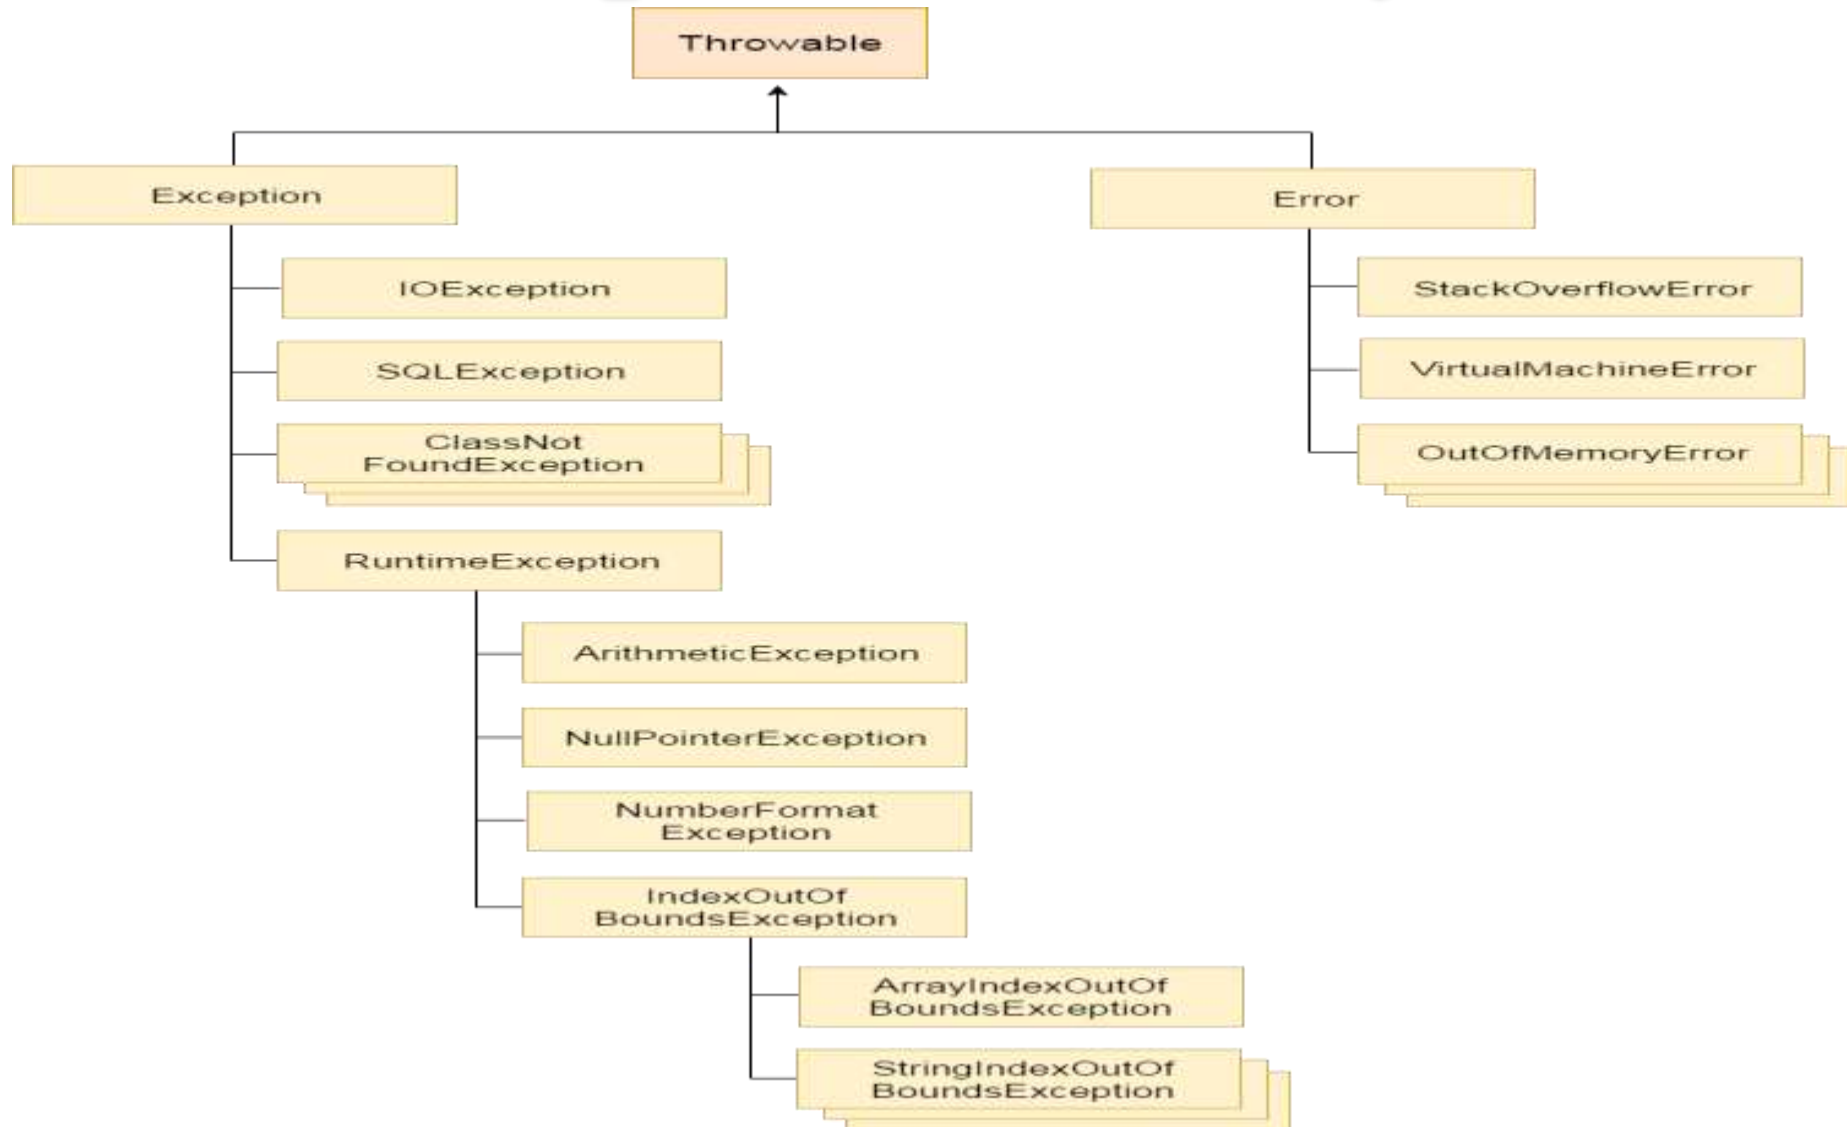 Throwable
Exception
Error
IOException
StackOverflowError
SQLException
VirtualMachineError
ClassNot
FoundException
OutOfMemoryError
RuntimeException
ArithmeticException
NullPointerException
NumberFormat
Exception
IndexOutOf
BoundsException
ArrayIndexOutOf
BoundsException
StringIndexOutOf
BoundsException